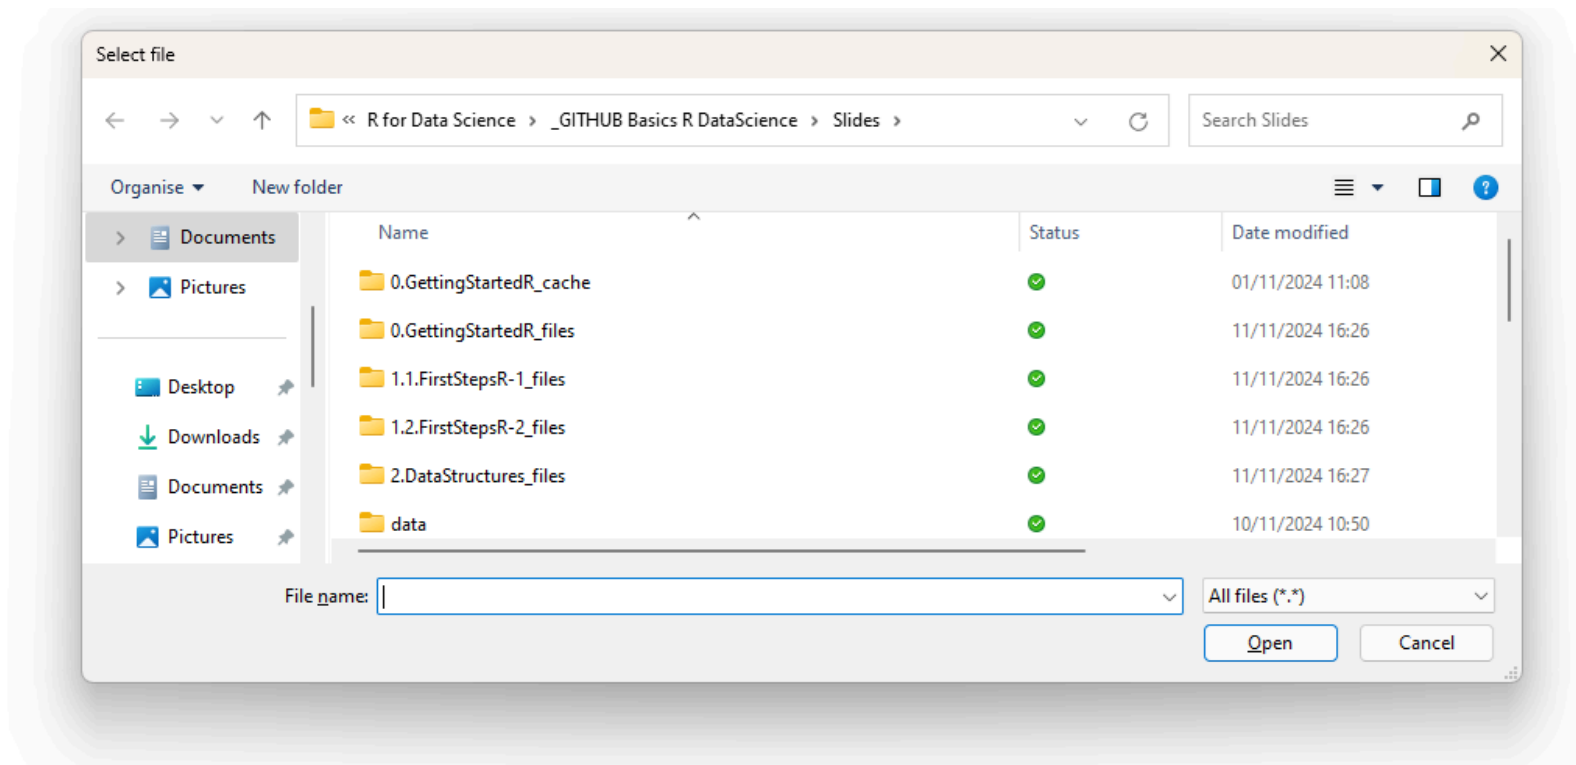 Select file
« R for Data Science › _GITHUB Basics R DataScience › Slides ›
Search Slides
Organise New folder
Documents
Pictures
Desktop
Downloads
Documents
Pictures
Name Status Date modified
0.GettingStartedR_cache 01/11/2024 11:08
0.GettingStartedR_files 11/11/2024 16:26
1.1.FirstStepsR-1_files 11/11/2024 16:26
1.2.FirstStepsR-2_files 11/11/2024 16:26
2.DataStructures_files 11/11/2024 16:27
data 10/11/2024 10:50
File name: All files (*.*)
Open Cancel